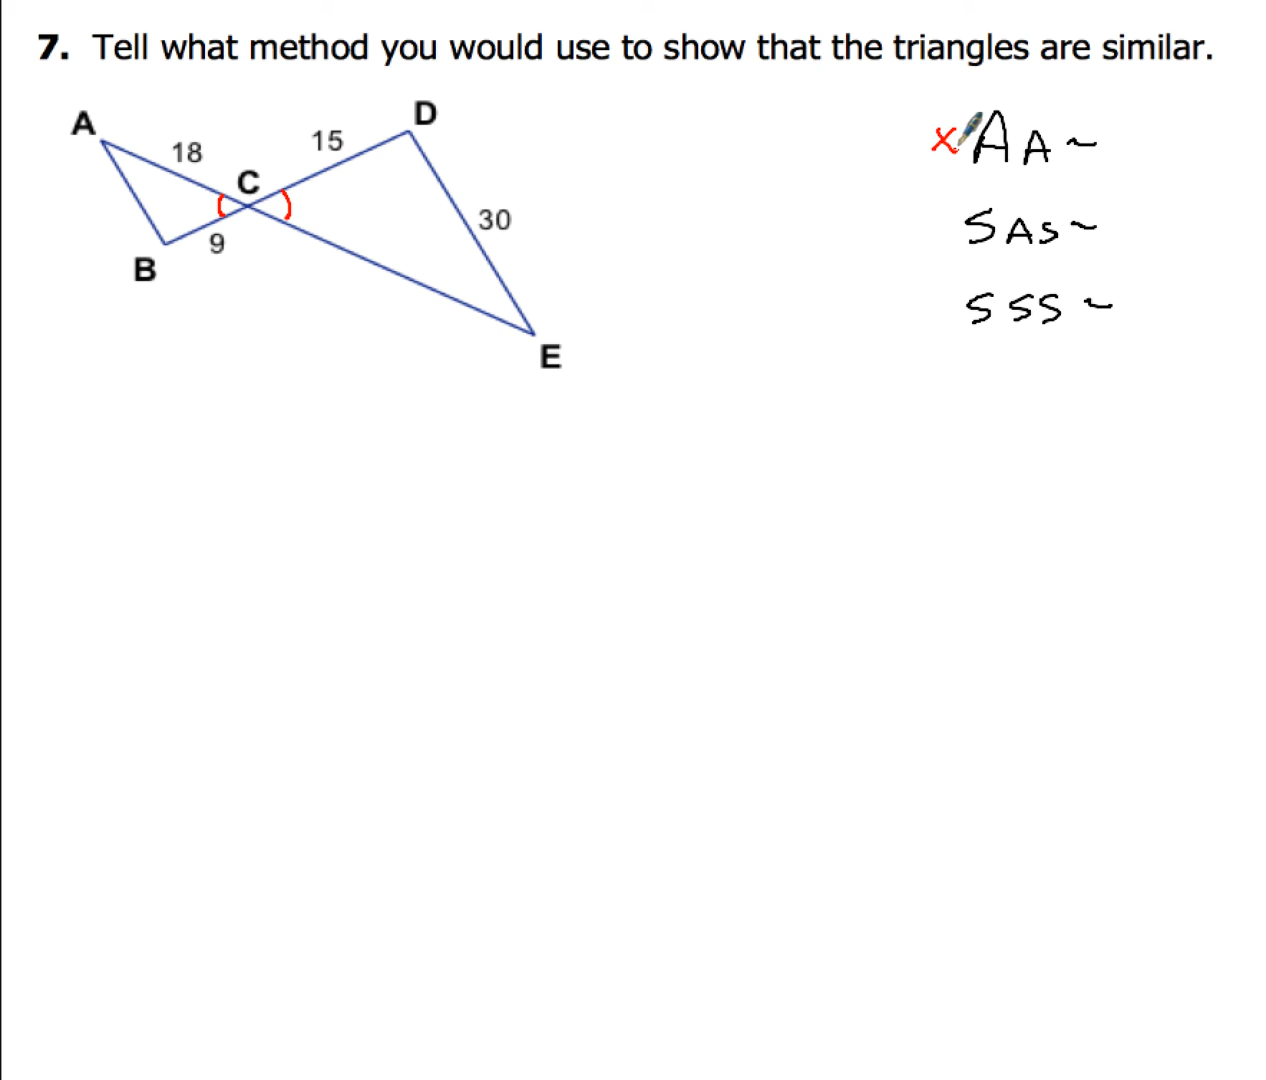 7. Tell what method you would use to show that the triangles are similar.
A
18
15
D
C
9
B
30
E
x AA~
SAS~
SSS~